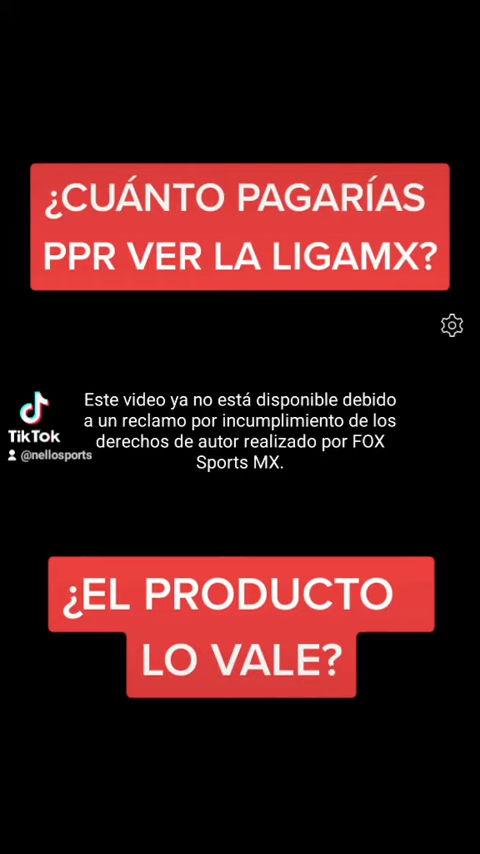 ¿CUÁNTO PAGARÍAS
PPR VER LA LIGAMX?
Este video ya no está disponible debido
a un reclamo por incumplimiento de los
derechos de autor realizado por FOX
Sports MX.
TikTok
@nellosports
¿EL PRODUCTO
LO VALE?